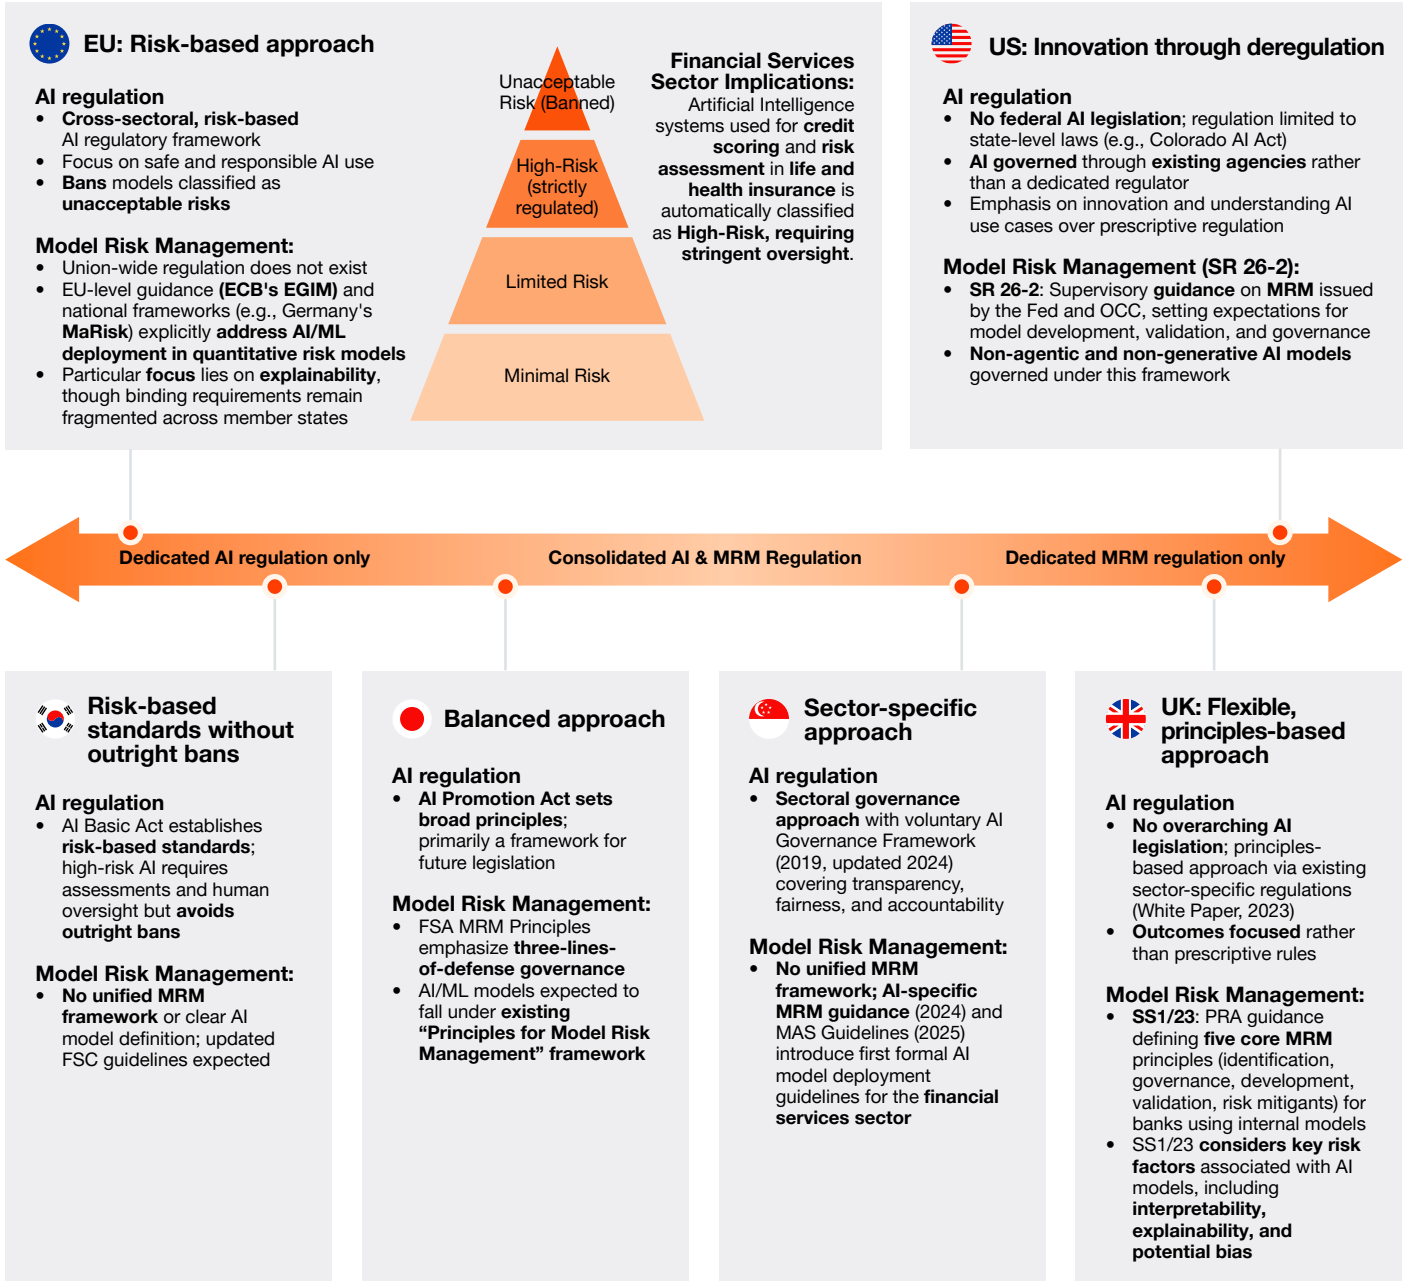 EU: Risk-based approach
AI regulation
• Cross-sectoral, risk-based
AI regulatory framework
• Focus on safe and responsible AI use
• Bans models classified as
unacceptable risks
Model Risk Management:
• Union-wide regulation does not exist
• EU-level guidance (ECB's EGIM) and
national frameworks (e.g., Germany's
MaRisk) explicitly address AI/ML
deployment in quantitative risk models
• Particular focus lies on explainability,
though binding requirements remain
fragmented across member states
Unacceptable
Risk (Banned)
High-Risk
(strictly
regulated)
Limited Risk
Minimal Risk
Financial Services
Sector Implications:
Artificial Intelligence
systems used for credit
scoring and risk
assessment in life and
health insurance is
automatically classified
as High-Risk, requiring
stringent oversight.
US: Innovation through deregulation
AI regulation
• No federal AI legislation; regulation limited to
state-level laws (e.g., Colorado AI Act)
• AI governed through existing agencies rather
than a dedicated regulator
• Emphasis on innovation and understanding AI
use cases over prescriptive regulation
Model Risk Management (SR 26-2):
• SR 26-2: Supervisory guidance on MRM issued
by the Fed and OCC, setting expectations for
model development, validation, and governance
• Non-agentic and non-generative AI models
governed under this framework
Dedicated AI regulation only
Consolidated AI & MRM Regulation
Dedicated MRM regulation only
Risk-based
standards without
outright bans
AI regulation
• AI Basic Act establishes
risk-based standards;
high-risk AI requires
assessments and human
oversight but avoids
outright bans
Model Risk Management:
• No unified MRM
framework or clear AI
model definition; updated
FSC guidelines expected
Balanced approach
AI regulation
• AI Promotion Act sets
broad principles;
primarily a framework for
future legislation
Model Risk Management:
• FSA MRM Principles
emphasize three-lines-
of-defense governance
• AI/ML models expected to
fall under existing
“Principles for Model Risk
Management” framework
Sector-specific
approach
AI regulation
• Sectoral governance
approach with voluntary AI
Governance Framework
(2019, updated 2024)
covering transparency,
fairness, and accountability
Model Risk Management:
• No unified MRM
framework; AI-specific
MRM guidance (2024) and
MAS Guidelines (2025)
introduce first formal AI
model deployment
guidelines for the financial
services sector
UK: Flexible,
principles-based
approach
AI regulation
• No overarching AI
legislation; principles-
based approach via existing
sector-specific regulations
(White Paper, 2023)
• Outcomes focused rather
than prescriptive rules
Model Risk Management:
• SS1/23: PRA guidance
defining five core MRM
principles (identification,
governance, development,
validation, risk mitigants) for
banks using internal models
• SS1/23 considers key risk
factors associated with AI
models, including
interpretability,
explainability, and
potential bias